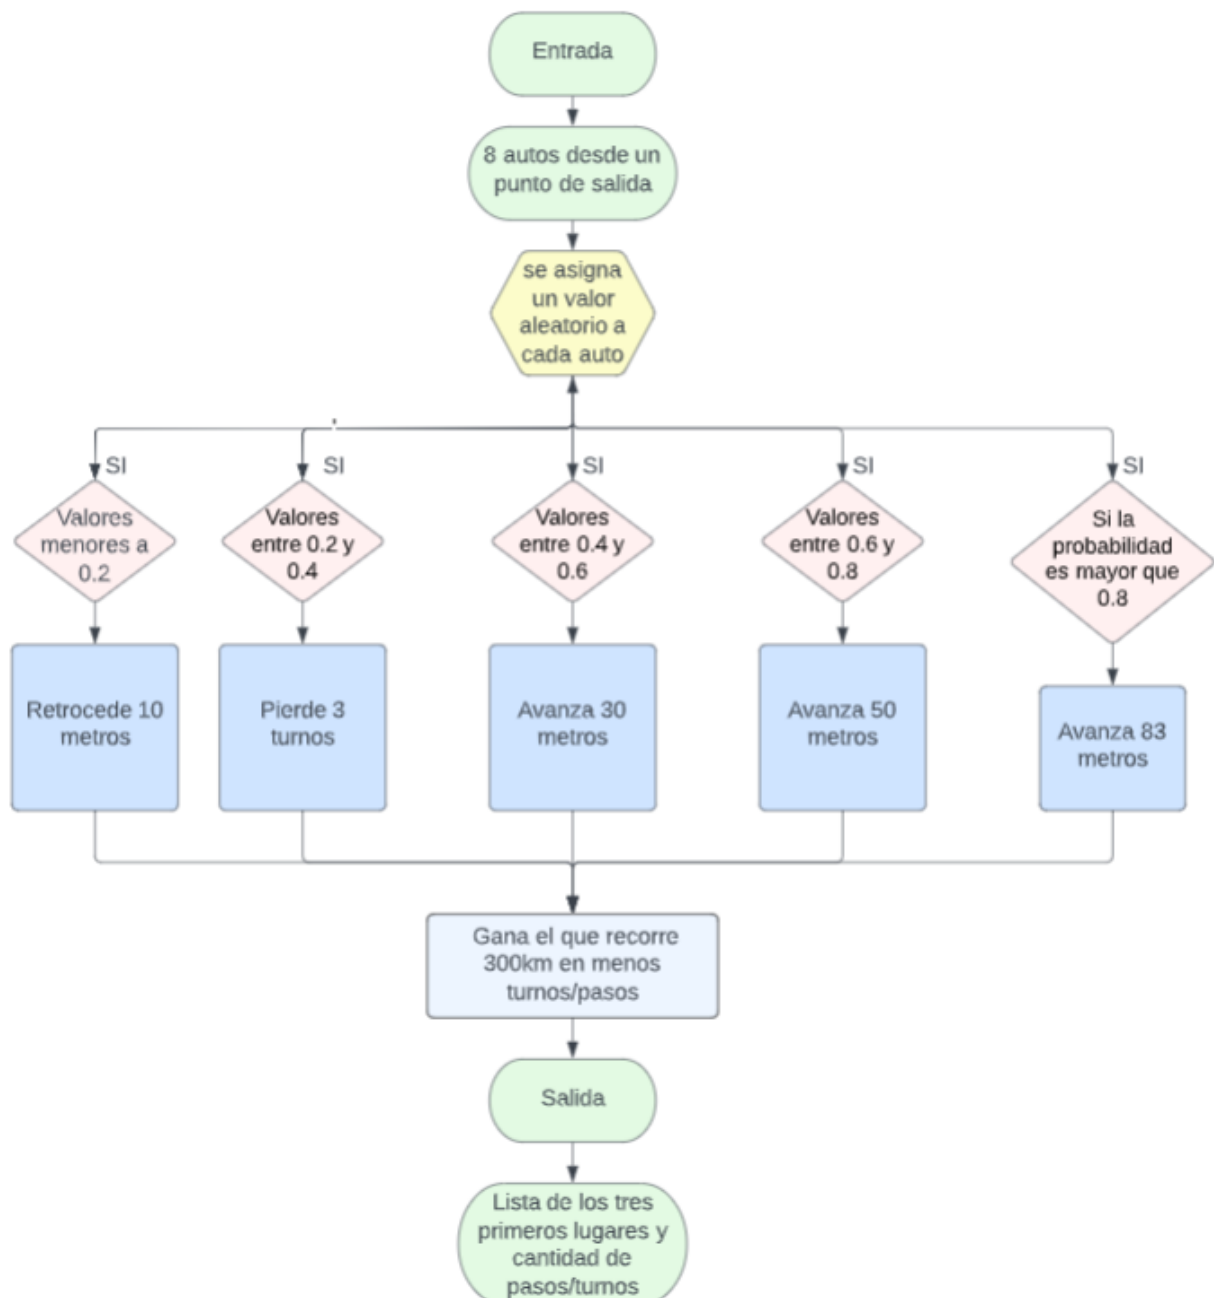 Entrada
8 autos desde un
punto de salida
se asigna
un valor
aleatorio a
cada auto
SI
SI
SI
SI
SI
Valores
menores a
0.2
Valores
entre 0.2 y
0.4
Valores
entre 0.4 y
0.6
Valores
entre 0.6 y
0.8
Si la
probabilidad
es mayor que
0.8
Retrocede 10
metros
Pierde 3
turnos
Avanza 30
metros
Avanza 50
metros
Avanza 83
metros
Gana el que recorre
300km en menos
turnos/pasos
Salida
Lista de los tres
primeros lugares y
cantidad de
pasos/turnos